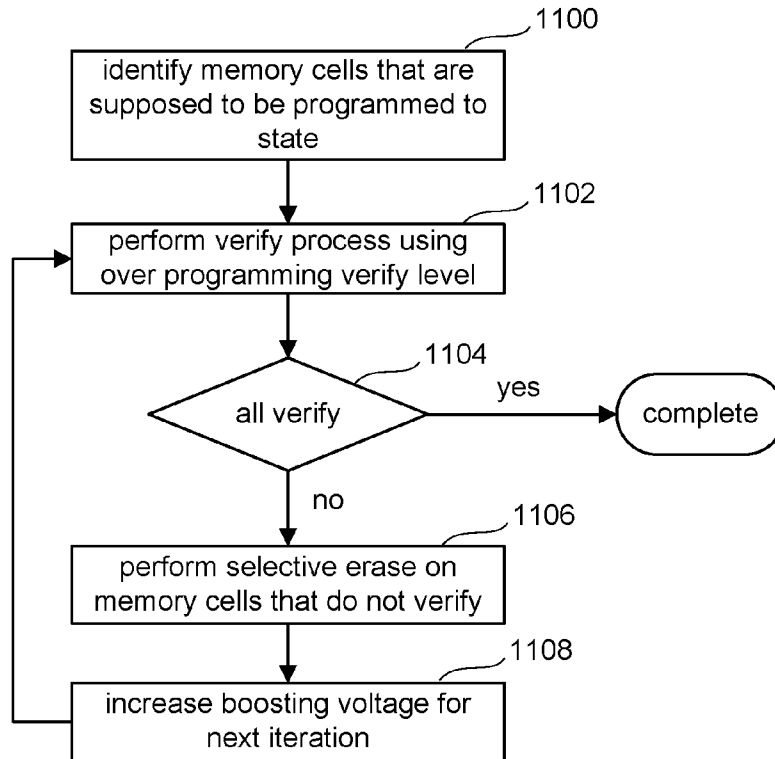 1100
identify memory cells that are
supposed to be programmed to
state
1102
perform verify process using
over programming verify level
1104
all verify
yes
complete
no
1106
perform selective erase on
memory cells that do not verify
1108
increase boosting voltage for
next iteration